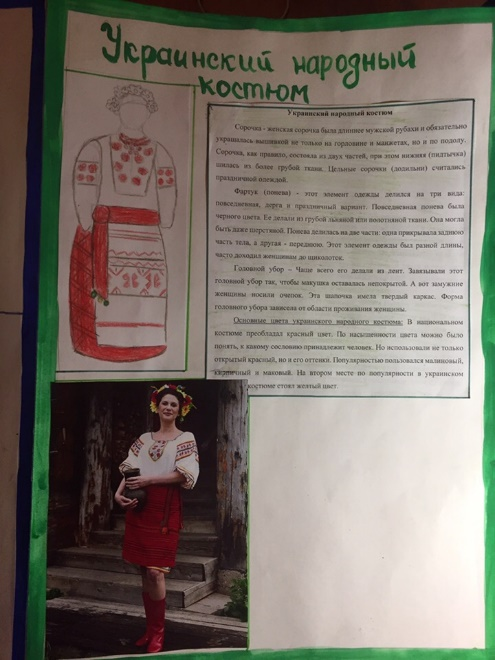 Украинский народный
костюм
Украинский народный костюм
Сорочка - женская сорочка была длиннее мужской рубахи и обязательно
украшалась вышивкой не только на горловине и манжетах, но и по подолу.
Сорочка, как правило, состояла из двух частей, при этом нижняя (пидтычка)
шилась из более грубой ткани. Цельные сорочки (додильни) считались
праздничной одеждой.
Фартук (понева) - этот элемент одежды делился на три вида:
повседневная, дерга и праздничный вариант. Повседневная понева была
черного цвета. Ее делали из грубой льняной или шерстяной ткани. Она могла
быть даже шерстяной. Понева делилась на две части: одна прикрывала заднюю
часть тела, а другая - переднюю. Этот элемент одежды был разной длины,
часто доходил женщинам до щиколоток.
Головной убор – Чаще всего его делали из лент. Завязывали этот
головной убор так, чтобы макушка оставалась непокрытой. А вот замужние
женщины носили очепок. Эта шапочка имела твердый каркас. Форма
головного убора зависела от области проживания женщины.
Основные цвета украинского народного костюма: В национальном
костюме преобладал красный цвет. По насыщенности цвета можно было
понять, к какому сословию принадлежит человек. Но использовали не только
открытый красный, но и его оттенки. Популярностью пользовался малиновый,
кирпичный и маковый. На втором месте по популярности в украинском
костюме стоял желтый цвет